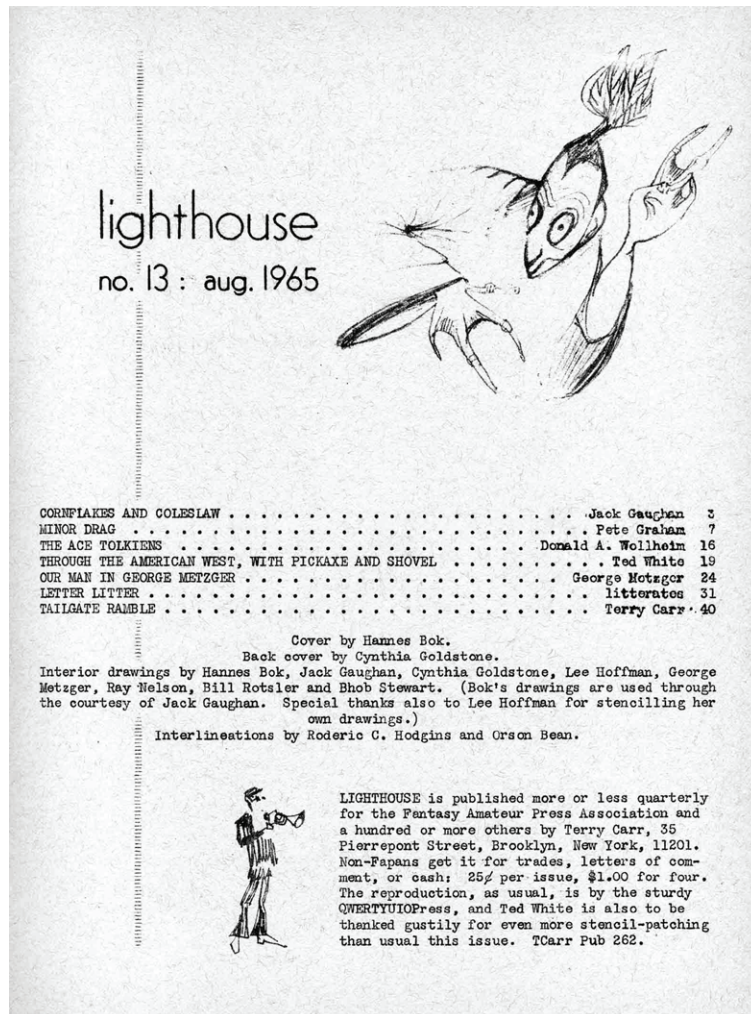 lighthouse
no. 13 : aug. 1965
CORNFLAKES AND COLESLAW . . . . . . . . . . . . . . . . . . . . . . . Jack Gaughan 3
MINOR DRAG . . . . . . . . . . . . . . . . . . . . . . . . . . . . . Pete Graham 7
THE ACE TOLKIENS . . . . . . . . . . . . . . . . . . . . . . . Donald A. Wollheim 16
THROUGH THE AMERICAN WEST, WITH PICKAXE AND SHOVEL . . . . . . . . . . Ted White 19
OUR MAN IN GEORGE METZGER . . . . . . . . . . . . . . . . . . . . George Metzger 24
LETTER LITTER . . . . . . . . . . . . . . . . . . . . . . . . . . . litterates 31
TAILGATE RAMBLE . . . . . . . . . . . . . . . . . . . . . . . . . . Terry Carr 40
Cover by Hannes Bok.
Back cover by Cynthia Goldstone.
Interior drawings by Hannes Bok, Jack Gaughan, Cynthia Goldstone, Lee Hoffman, George
Metzger, Ray Nelson, Bill Rotsler and Bhob Stewart. (Bok's drawings are used through
the courtesy of Jack Gaughan. Special thanks also to Lee Hoffman for stencilling her
own drawings.)
Interlineations by Roderic C. Hodgins and Orson Bean.
LIGHTHOUSE is published more or less quarterly
for the Fantasy Amateur Press Association and
a hundred or more others by Terry Carr, 35
Pierrepont Street, Brooklyn, New York, 11201.
Non-Fapans get it for trades, letters of com-
ment, or cash: 25¢ per issue, $1.00 for four.
The reproduction, as usual, is by the sturdy
QWERTYUIOPress, and Ted White is also to be
thanked gustily for even more stencil-patching
than usual this issue. TCarr Pub 262.